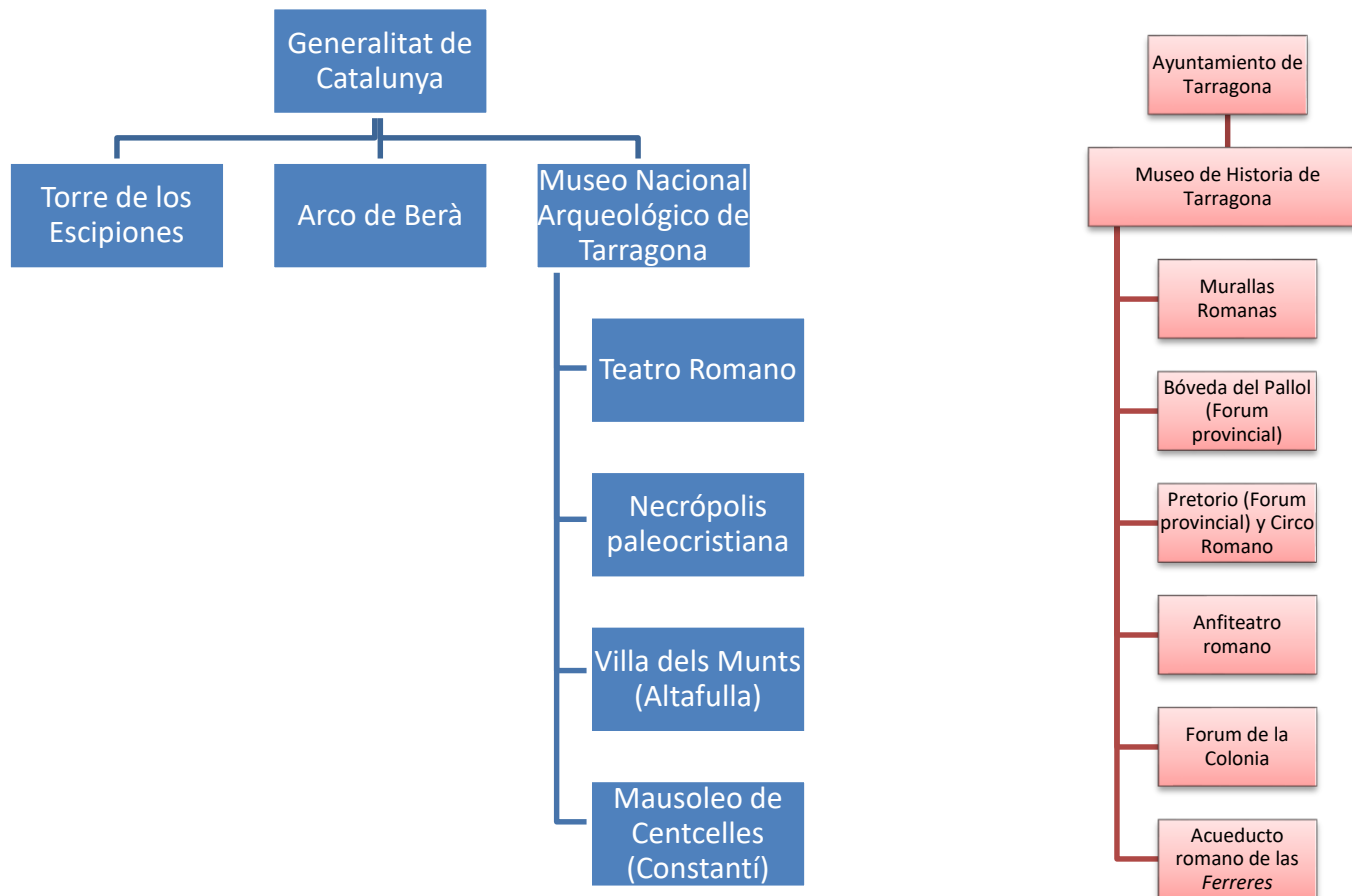 Generalitat de
Catalunya
Torre de los
Escipiones
Arco de Berà
Museo Nacional
Arqueológico de
Tarragona
Teatro Romano
Necrópolis
paleocristiana
Villa dels Munts
(Altafulla)
Mausoleo de
Centcelles
(Constantí)
Ayuntamiento de
Tarragona
Museo de Historia de
Tarragona
Murallas
Romanas
Bóveda del Pallol
(Forum
provincial)
Pretorio (Forum
provincial) y Circo
Romano
Anfiteatro
romano
Forum de la
Colonia
Acueducto
romano de las
Ferreres